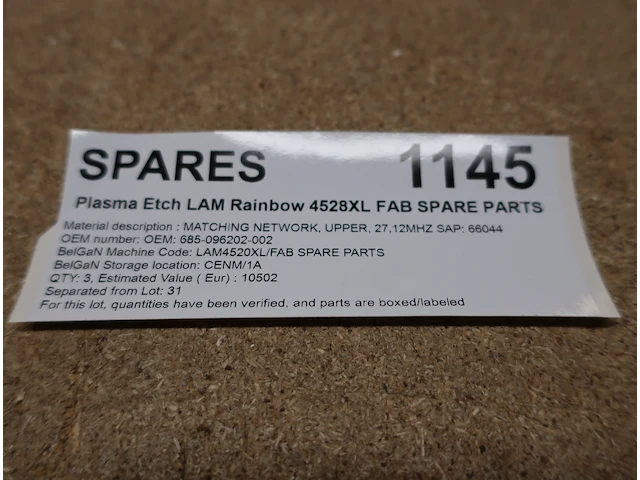 SPARES 1145
Plasma Etch LAM Rainbow 4528XL FAB SPARE PARTS
Material description : MATCHING NETWORK, UPPER, 27,12MHZ SAP: 66044
OEM number: OEM: 685-096202-002
BelGaN Machine Code: LAM4520XL/FAB SPARE PARTS
BelGaN Storage location: CENM/1A
QTY: 3, Estimated Value ( Eur) : 10502
Separated from Lot: 31
For this lot, quantities have been verified, and parts are boxed/labeled